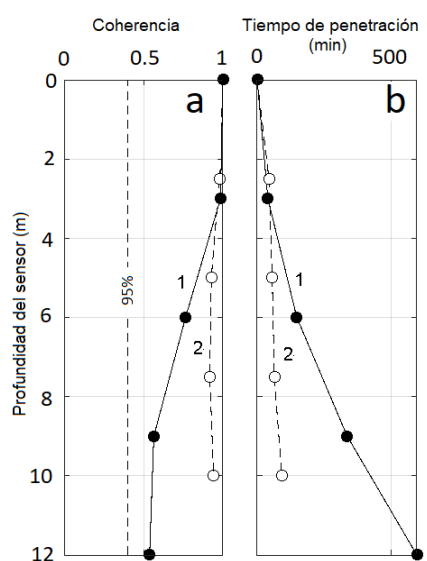 Coherencia
Tiempo de penetración
(min)
0 0.5 1
0 500
a
b
0
2
4
6
8
10
12
Profundidad del sensor (m)
95%
1
2
1
2